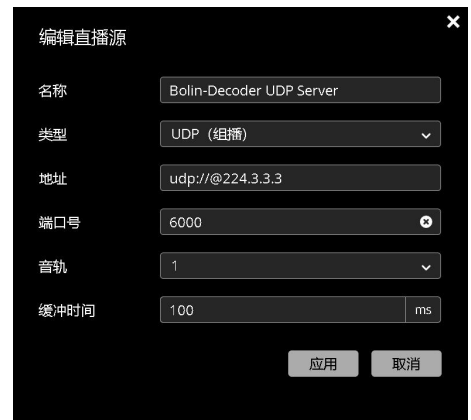 编辑直播源
名称 Bolin-Decoder UDP Server
类型 UDP（组播）
地址 udp://@224.3.3.3
端口号 6000
音轨 1
缓冲时间 100 ms
应用 取消